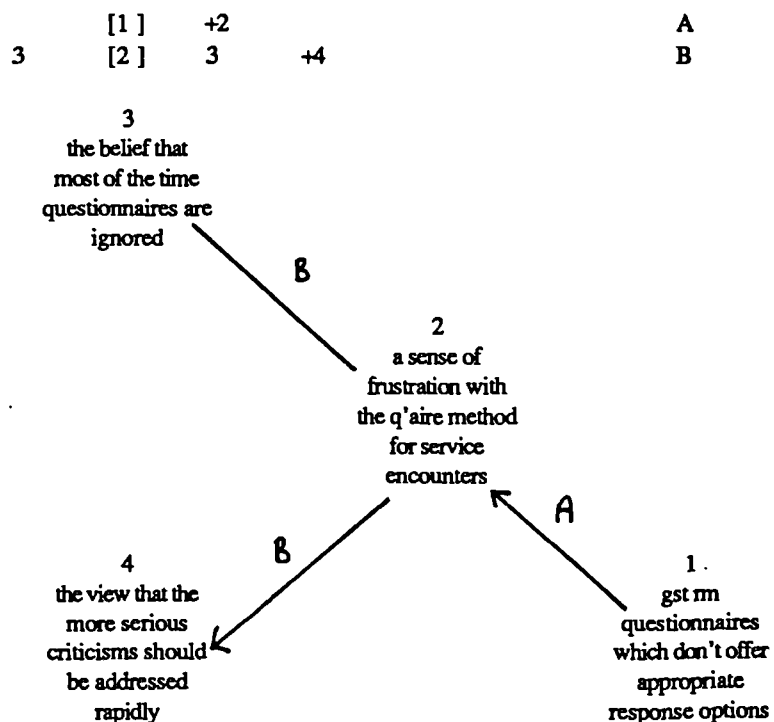 [1] +2 A
3 [2] 3 +4 B
3
the belief that
most of the time
questionnaires are
ignored
B
2
a sense of
frustration with
the q'aire method
for service
encounters
A
B
4
the view that the
more serious
criticisms should
be addressed
rapidly
1
gst rm
questionnaires
which don't offer
appropriate
response options